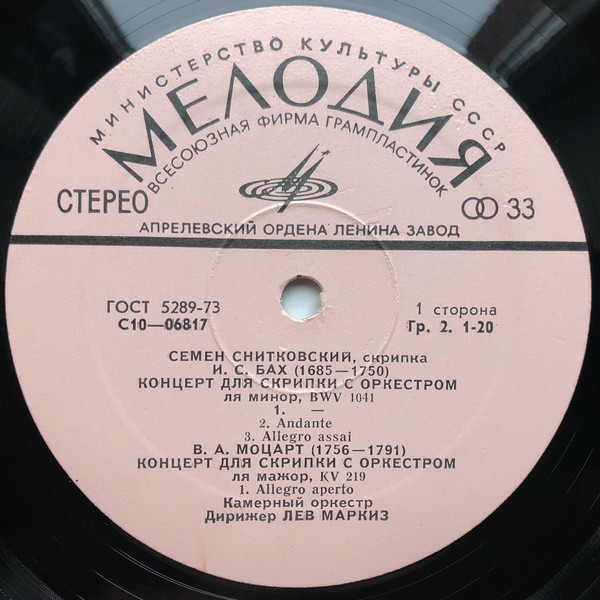 МИНИСТЕРСТВО КУЛЬТУРЫ СССР
МЕЛОДИЯ
ВСЕСОЮЗНАЯ ФИРМА ГРАМПЛАСТИНОК
СТЕРЕО
33
АПРЕЛЕВСКИЙ ОРДЕНА ЛЕНИНА ЗАВОД
ГОСТ 5289-73
1 сторона
С10—06817
Гр. 2. 1-20
СЕМЕН СНИТКОВСКИЙ, скрипка
И. С. БАХ (1685—1750)
КОНЦЕРТ ДЛЯ СКРИПКИ С ОРКЕСТРОМ
ля минор, BWV 1041
1. —
2. Andante
3. Allegro assai
В. А. МОЦАРТ (1756—1791)
КОНЦЕРТ ДЛЯ СКРИПКИ С ОРКЕСТРОМ
ля мажор, KV 219
1. Allegro aperto
Камерный оркестр
Дирижер ЛЕВ МАРКИЗ